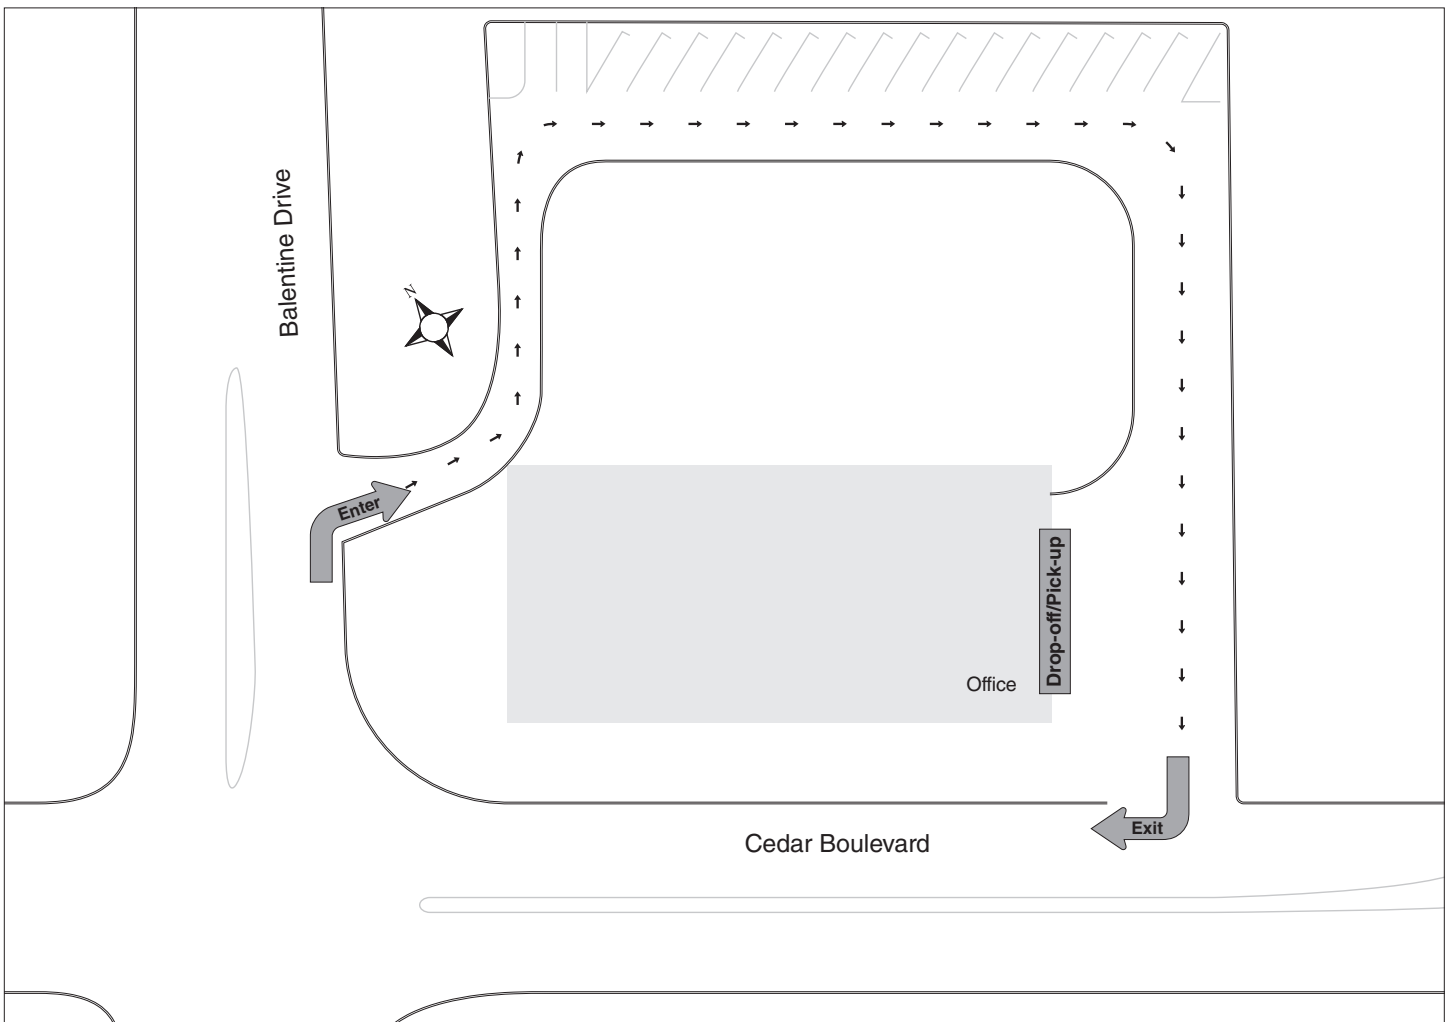 Balentine Drive
N
Enter
Drop-off/Pick-up
Office
Exit
Cedar Boulevard